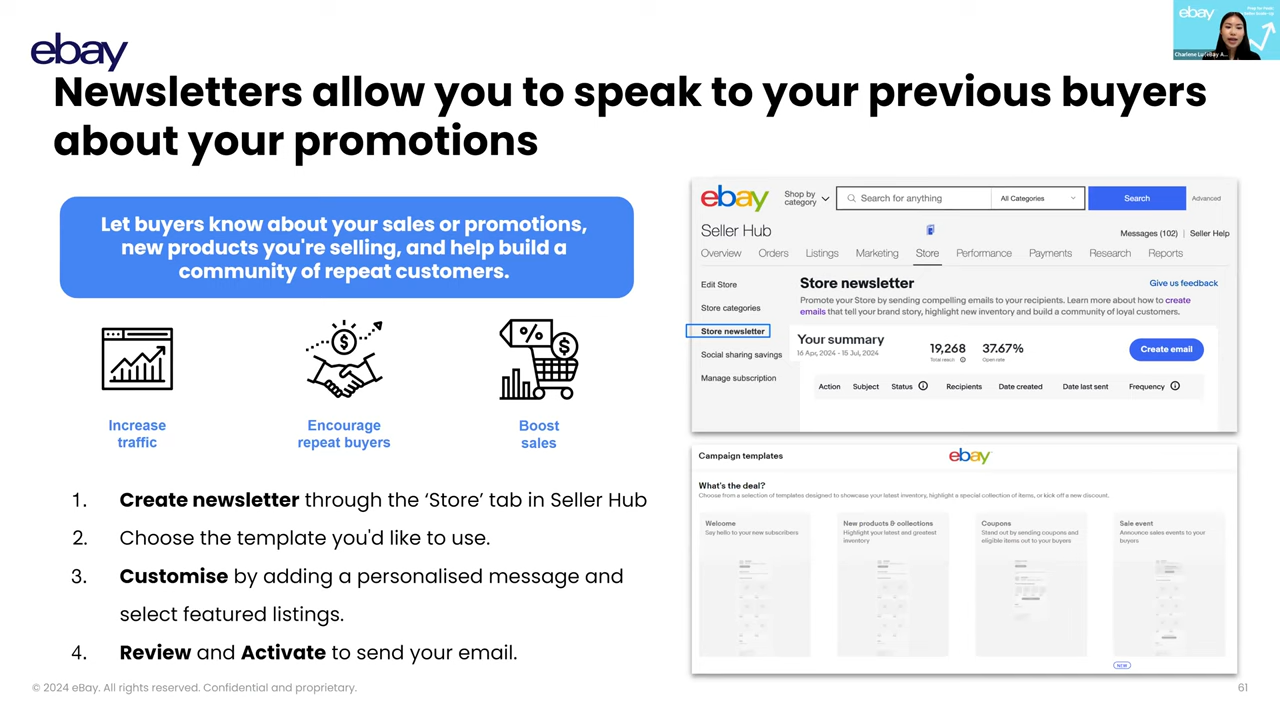 ebay
Newsletters allow you to speak to your previous buyers
about your promotions
Let buyers know about your sales or promotions,
new products you're selling, and help build a
community of repeat customers.
Increase
traffic
Encourage
repeat buyers
Boost
sales
1. Create newsletter through the ‘Store’ tab in Seller Hub
2. Choose the template you'd like to use.
3. Customise by adding a personalised message and
select featured listings.
4. Review and Activate to send your email.
ebay
Shop by
category
Search for anything
All Categories
Search
Advanced
Seller Hub
Messages (102) | Seller Help
Overview Orders Listings Marketing Store Performance Payments Research Reports
Edit Store
Store categories
Store newsletter
Social sharing savings
Manage subscription
Store newsletter
Give us feedback
Promote your Store by sending compelling emails to your recipients. Learn more about how to create
emails that tell your brand story, highlight new inventory and build a community of loyal customers.
Your summary
16 Apr, 2024 - 15 Jul, 2024
19,268
Total reach
37.67%
Open rate
Create email
Action Subject Status Recipients Date created Date last sent Frequency
Campaign templates
ebay
What's the deal?
Choose from a selection of templates designed to showcase your latest inventory, highlight a special collection of items, or kick off a new discount.
Welcome
Say hello to your new subscribers
New products & collections
Highlight your latest and greatest
inventory
Coupons
Stand out by sending coupons and
eligible items out to your buyers
Sale event
Announce sales events to your
buyers
NEW
© 2024 eBay. All rights reserved. Confidential and proprietary.
61
ebay